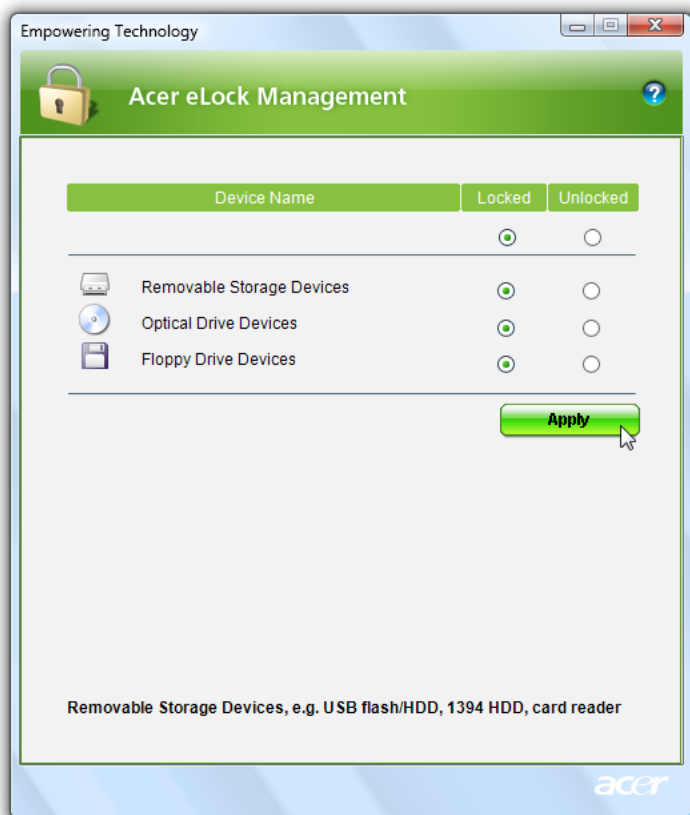 Empowering Technology
Acer eLock Management
Device Name Locked Unlocked
Removable Storage Devices
Optical Drive Devices
Floppy Drive Devices
Apply
Removable Storage Devices, e.g. USB flash/HDD, 1394 HDD, card reader
acer